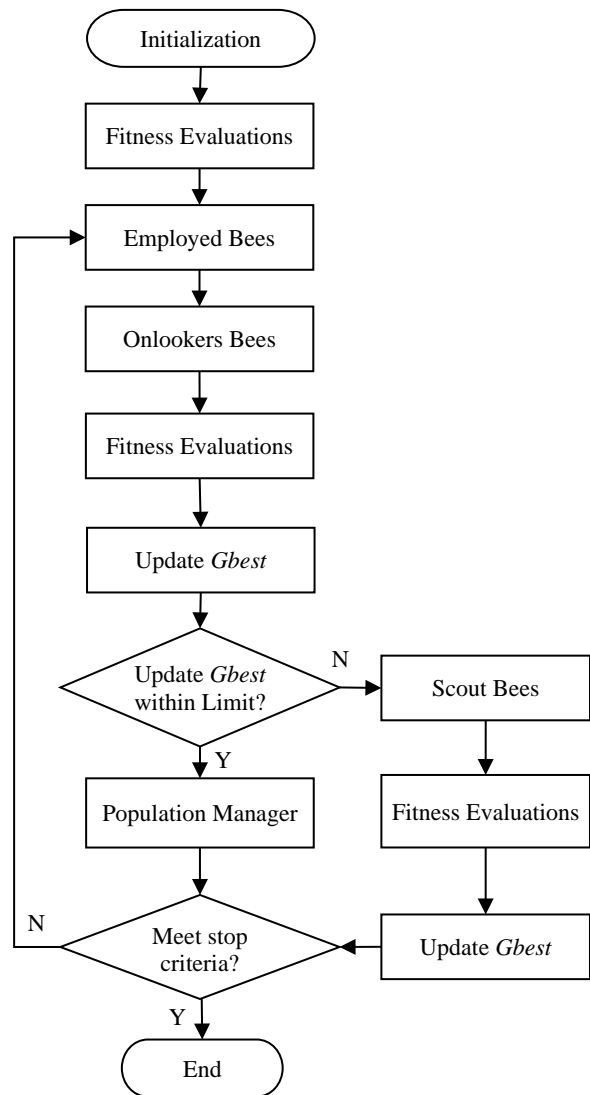 Initialization
Fitness Evaluations
Employed Bees
Onlookers Bees
Fitness Evaluations
Update Gbest
Update Gbest
within Limit?
N
Scout Bees
Y
Population Manager
Fitness Evaluations
N
Meet stop
criteria?
Update Gbest
Y
End